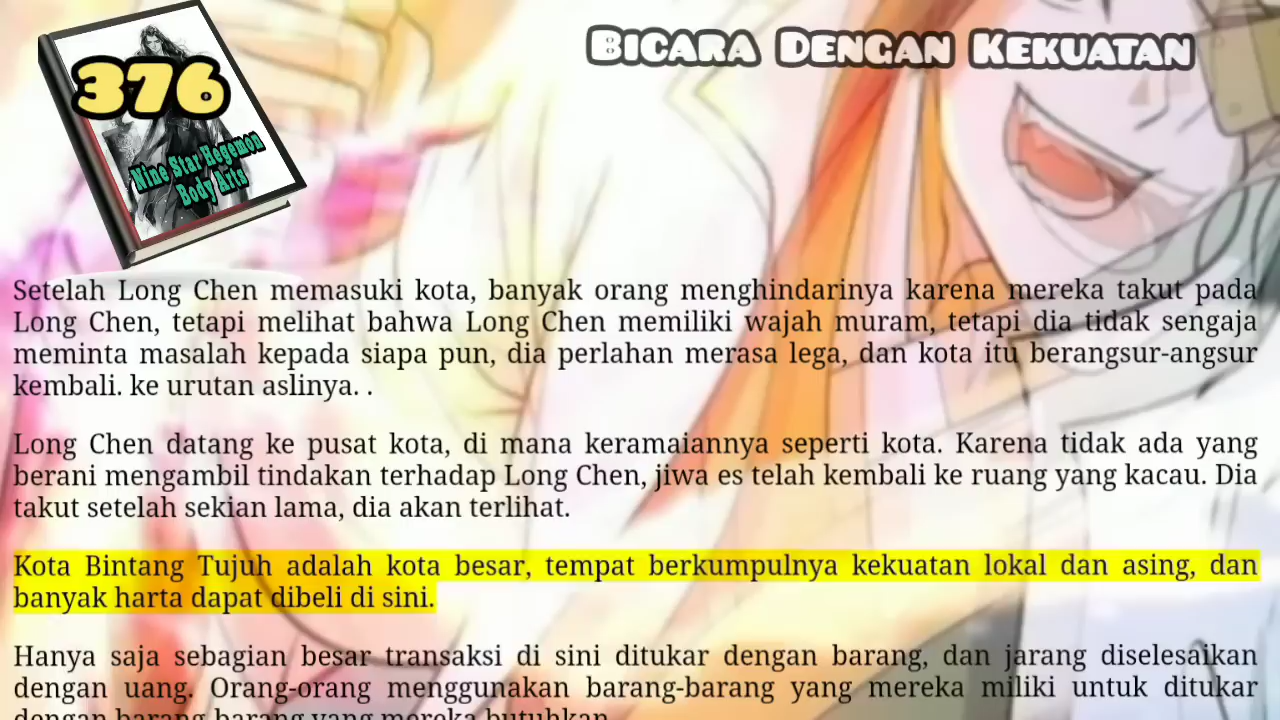 376
Nine Star Hegemon
Body Arts
BICARA DENGAN KEKUATAN
Setelah Long Chen memasuki kota, banyak orang menghindarinya karena mereka takut pada
Long Chen, tetapi melihat bahwa Long Chen memiliki wajah muram, tetapi dia tidak sengaja
meminta masalah kepada siapa pun, dia perlahan merasa lega, dan kota itu berangsur-angsur
kembali. ke urutan aslinya. .
Long Chen datang ke pusat kota, di mana keramaiannya seperti kota. Karena tidak ada yang
berani mengambil tindakan terhadap Long Chen, jiwa es telah kembali ke ruang yang kacau. Dia
takut setelah sekian lama, dia akan terlihat.
Kota Bintang Tujuh adalah kota besar, tempat berkumpulnya kekuatan lokal dan asing, dan
banyak harta dapat dibeli di sini.
Hanya saja sebagian besar transaksi di sini ditukar dengan barang, dan jarang diselesaikan
dengan uang. Orang-orang menggunakan barang-barang yang mereka miliki untuk ditukar
dengan barang-barang yang mereka butuhkan.